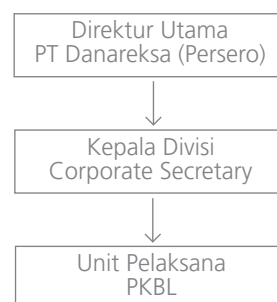 Direktur Utama
PT Danareksa (Persero)
Kepala Divisi
Corporate Secretary
Unit Pelaksana
PKBL